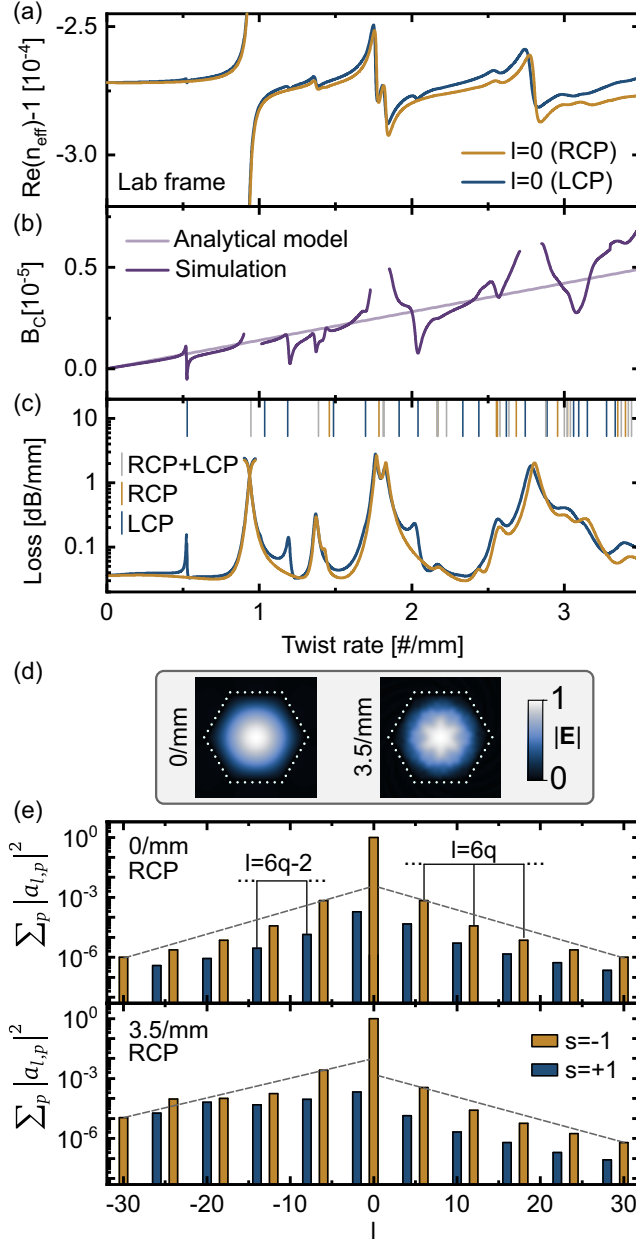 (a)
-2.5
-3.0
Re(n_eff)-1 [10^-4]
Lab frame
l=0 (RCP)
l=0 (LCP)
(b)
0.5
0.0
B_C[10^-5]
Analytical model
Simulation
(c)
10
1
0.1
Loss [dB/mm]
RCP+LCP
RCP
LCP
0 1 2 3
Twist rate [#/mm]
(d)
0/mm
3.5/mm
1
|E|
0
(e)
0/mm
RCP
10^0
10^-3
10^-6
∑_p |a_{l,p}|^2
l=6q-2
l=6q
3.5/mm
RCP
10^0
10^-3
10^-6
∑_p |a_{l,p}|^2
s=-1
s=+1
-30 -20 -10 0 10 20 30
l